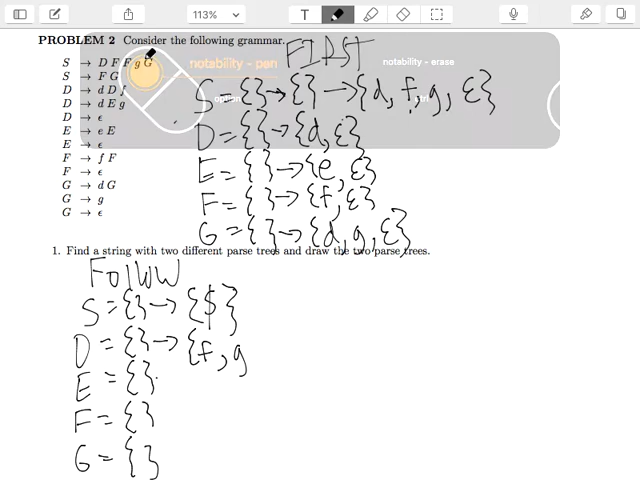 113%
PROBLEM 2 Consider the following grammar.
FIRST
S → D F F g G
notability - pen
notability - erase
S → F G
S = {} → {} → {d, f, g, ε}
D → d D f
D → d E g
D → ϵ
D = {} → {d, ε}
E → e E
E → ϵ
E = {} → {e, ε}
F → f F
F → ϵ
F = {} → {f, ε}
G → d G
G → g
G → ϵ
G = {} → {d, g, ε}
1. Find a string with two different parse trees and draw the two parse trees.
Follow
S = {} → {$}
D = {} → {f, g
E = {}
F = {}
G = {}